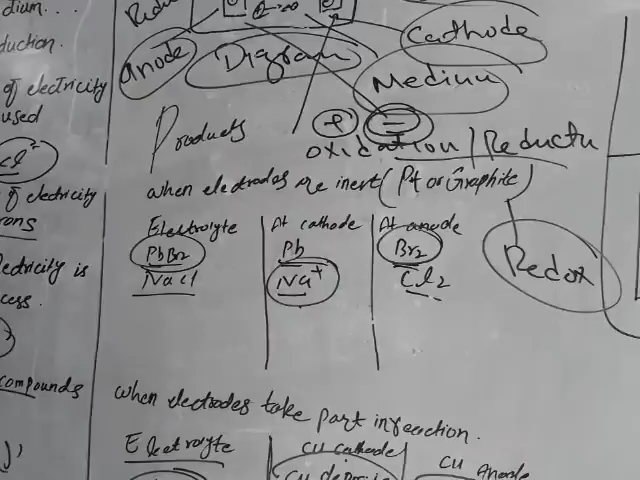 dium...
duction.
of electricity
used
of electricity
rons
ectricity is
cess.
compounds
Anode
Diagram
Cathode
Medium
Products
+ -
oxidation / Reductu
when electrodes are inert (Pt or Graphite)
Redox
Electrolyte At cathode At anode
PbBr2 Pb Br2
NaCl Na+ Cl2
when electrodes take part in reaction.
Electrolyte Cu cathode Cu Anode